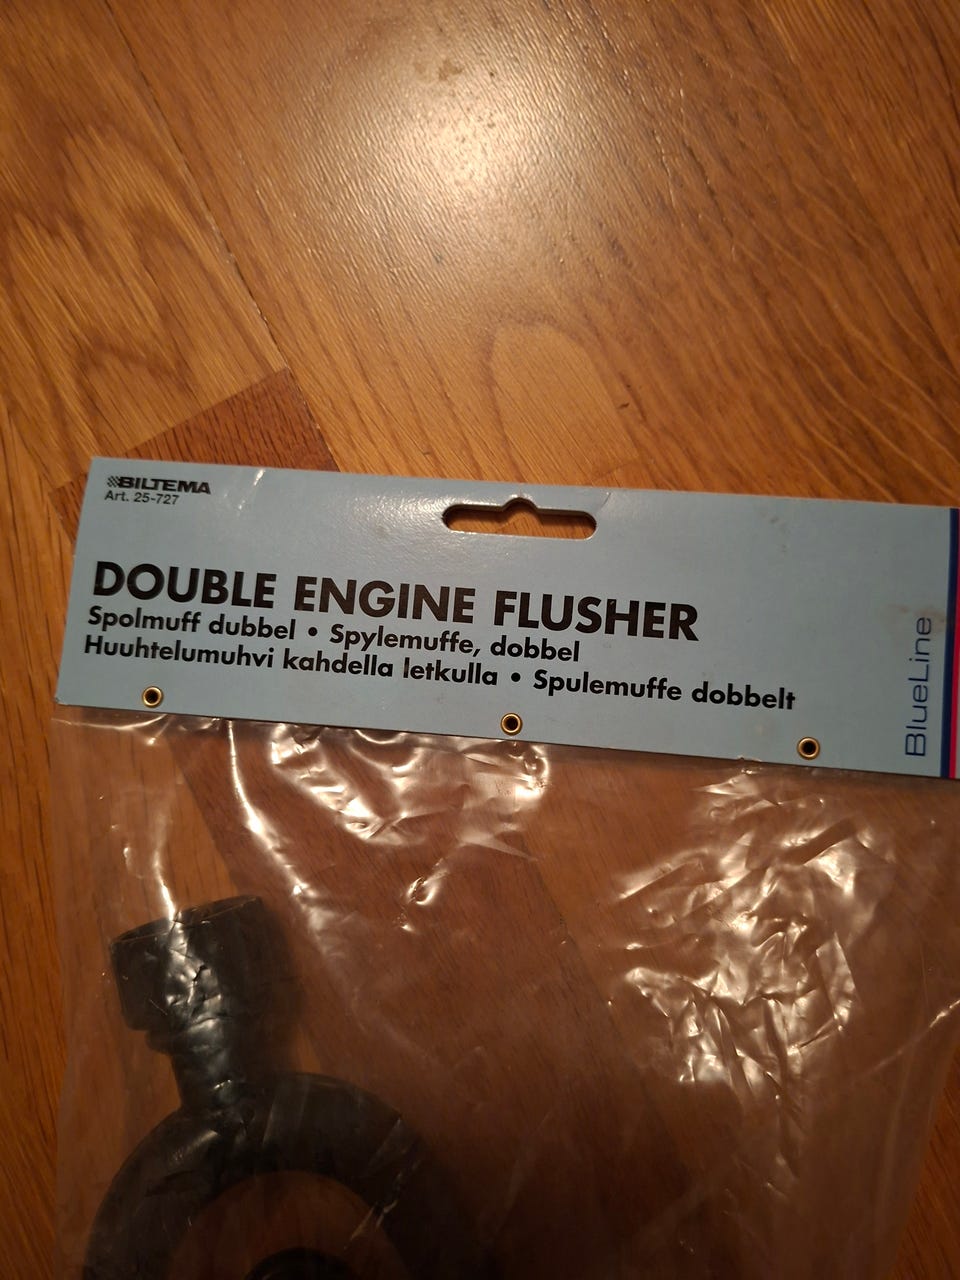 BILTEMA
Art. 25-727
DOUBLE ENGINE FLUSHER
Spolmuff dubbel • Spylemuffe, dobbel
Huuhtelumuhvi kahdella letkulla • Spulemuffe dobbelt
BlueLine